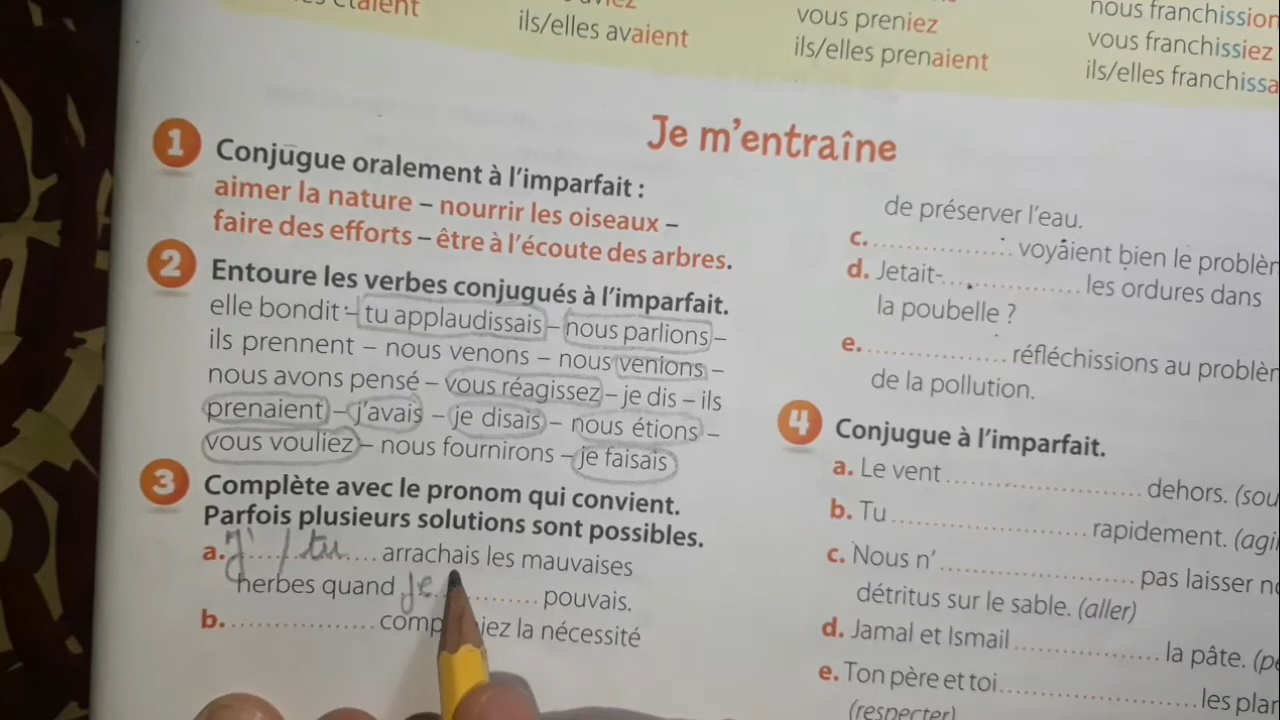 étaient
ils/elles avaient
vous preniez
ils/elles prenaient
nous franchission
vous franchissiez
ils/elles franchissa
Je m'entraîne
1 Conjugue oralement à l'imparfait :
aimer la nature – nourrir les oiseaux –
faire des efforts – être à l'écoute des arbres.
2 Entoure les verbes conjugués à l'imparfait.
elle bondit – tu applaudissais – nous parlions –
ils prennent – nous venons – nous venions –
nous avons pensé – vous réagissez – je dis – ils
prenaient – j'avais – je disais – nous étions –
vous vouliez – nous fournirons – je faisais
3 Complète avec le pronom qui convient.
Parfois plusieurs solutions sont possibles.
a. J' / tu arrachais les mauvaises
herbes quand je ........ pouvais.
b. ................ comp iez la nécessité
de préserver l'eau.
c. ................ voyaient bien le problèm
d. Jetait-................ les ordures dans
la poubelle ?
e. ................ réfléchissions au problèm
de la pollution.
4 Conjugue à l'imparfait.
a. Le vent ................ dehors. (sou
b. Tu ................ rapidement. (agi
c. Nous n' ................ pas laisser n
détritus sur le sable. (aller)
d. Jamal et Ismail ................ la pâte. (p
e. Ton père et toi ................ les plan
(respecter)